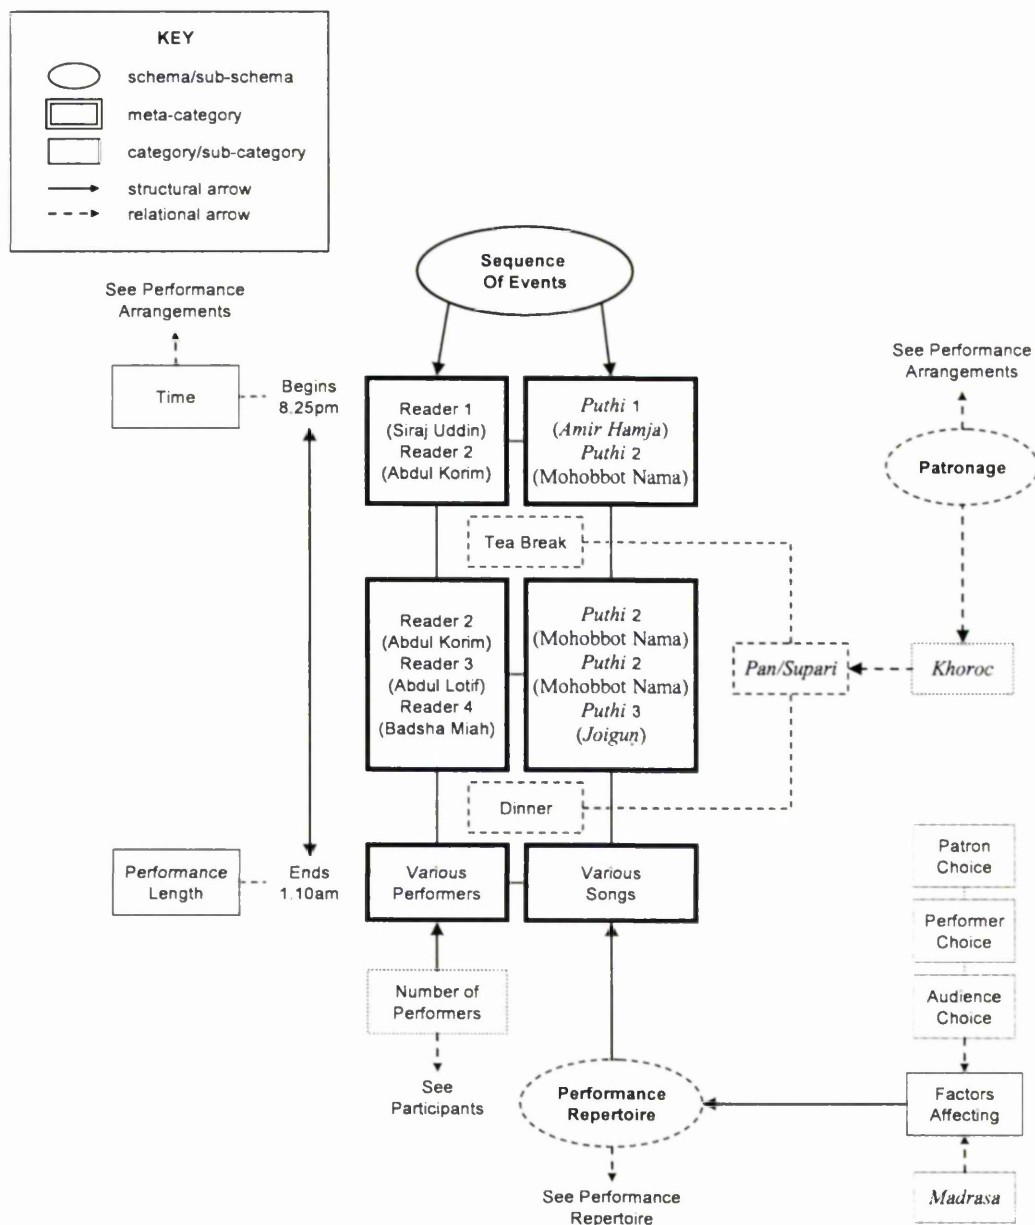 KEY
schema/sub-schema
meta-category
category/sub-category
structural arrow
relational arrow
Sequence
Of Events
See Performance
Arrangements
Time
Begins
8.25pm
Reader 1
(Siraj Uddin)
Reader 2
(Abdul Korim)
Puthi 1
(Amir Hamja)
Puthi 2
(Mohobbot Nama)
See Performance
Arrangements
Patronage
Tea Break
Reader 2
(Abdul Korim)
Reader 3
(Abdul Lotif)
Reader 4
(Badsha Miah)
Puthi 2
(Mohobbot Nama)
Puthi 2
(Mohobbot Nama)
Puthi 3
(Joigun)
Pan/Supari
Khoroc
Dinner
Performance
Length
Ends
1.10am
Various
Performers
Various
Songs
Patron
Choice
Performer
Choice
Audience
Choice
Number of
Performers
See
Participants
Performance
Repertoire
Factors
Affecting
See Performance
Repertoire
Madrasa